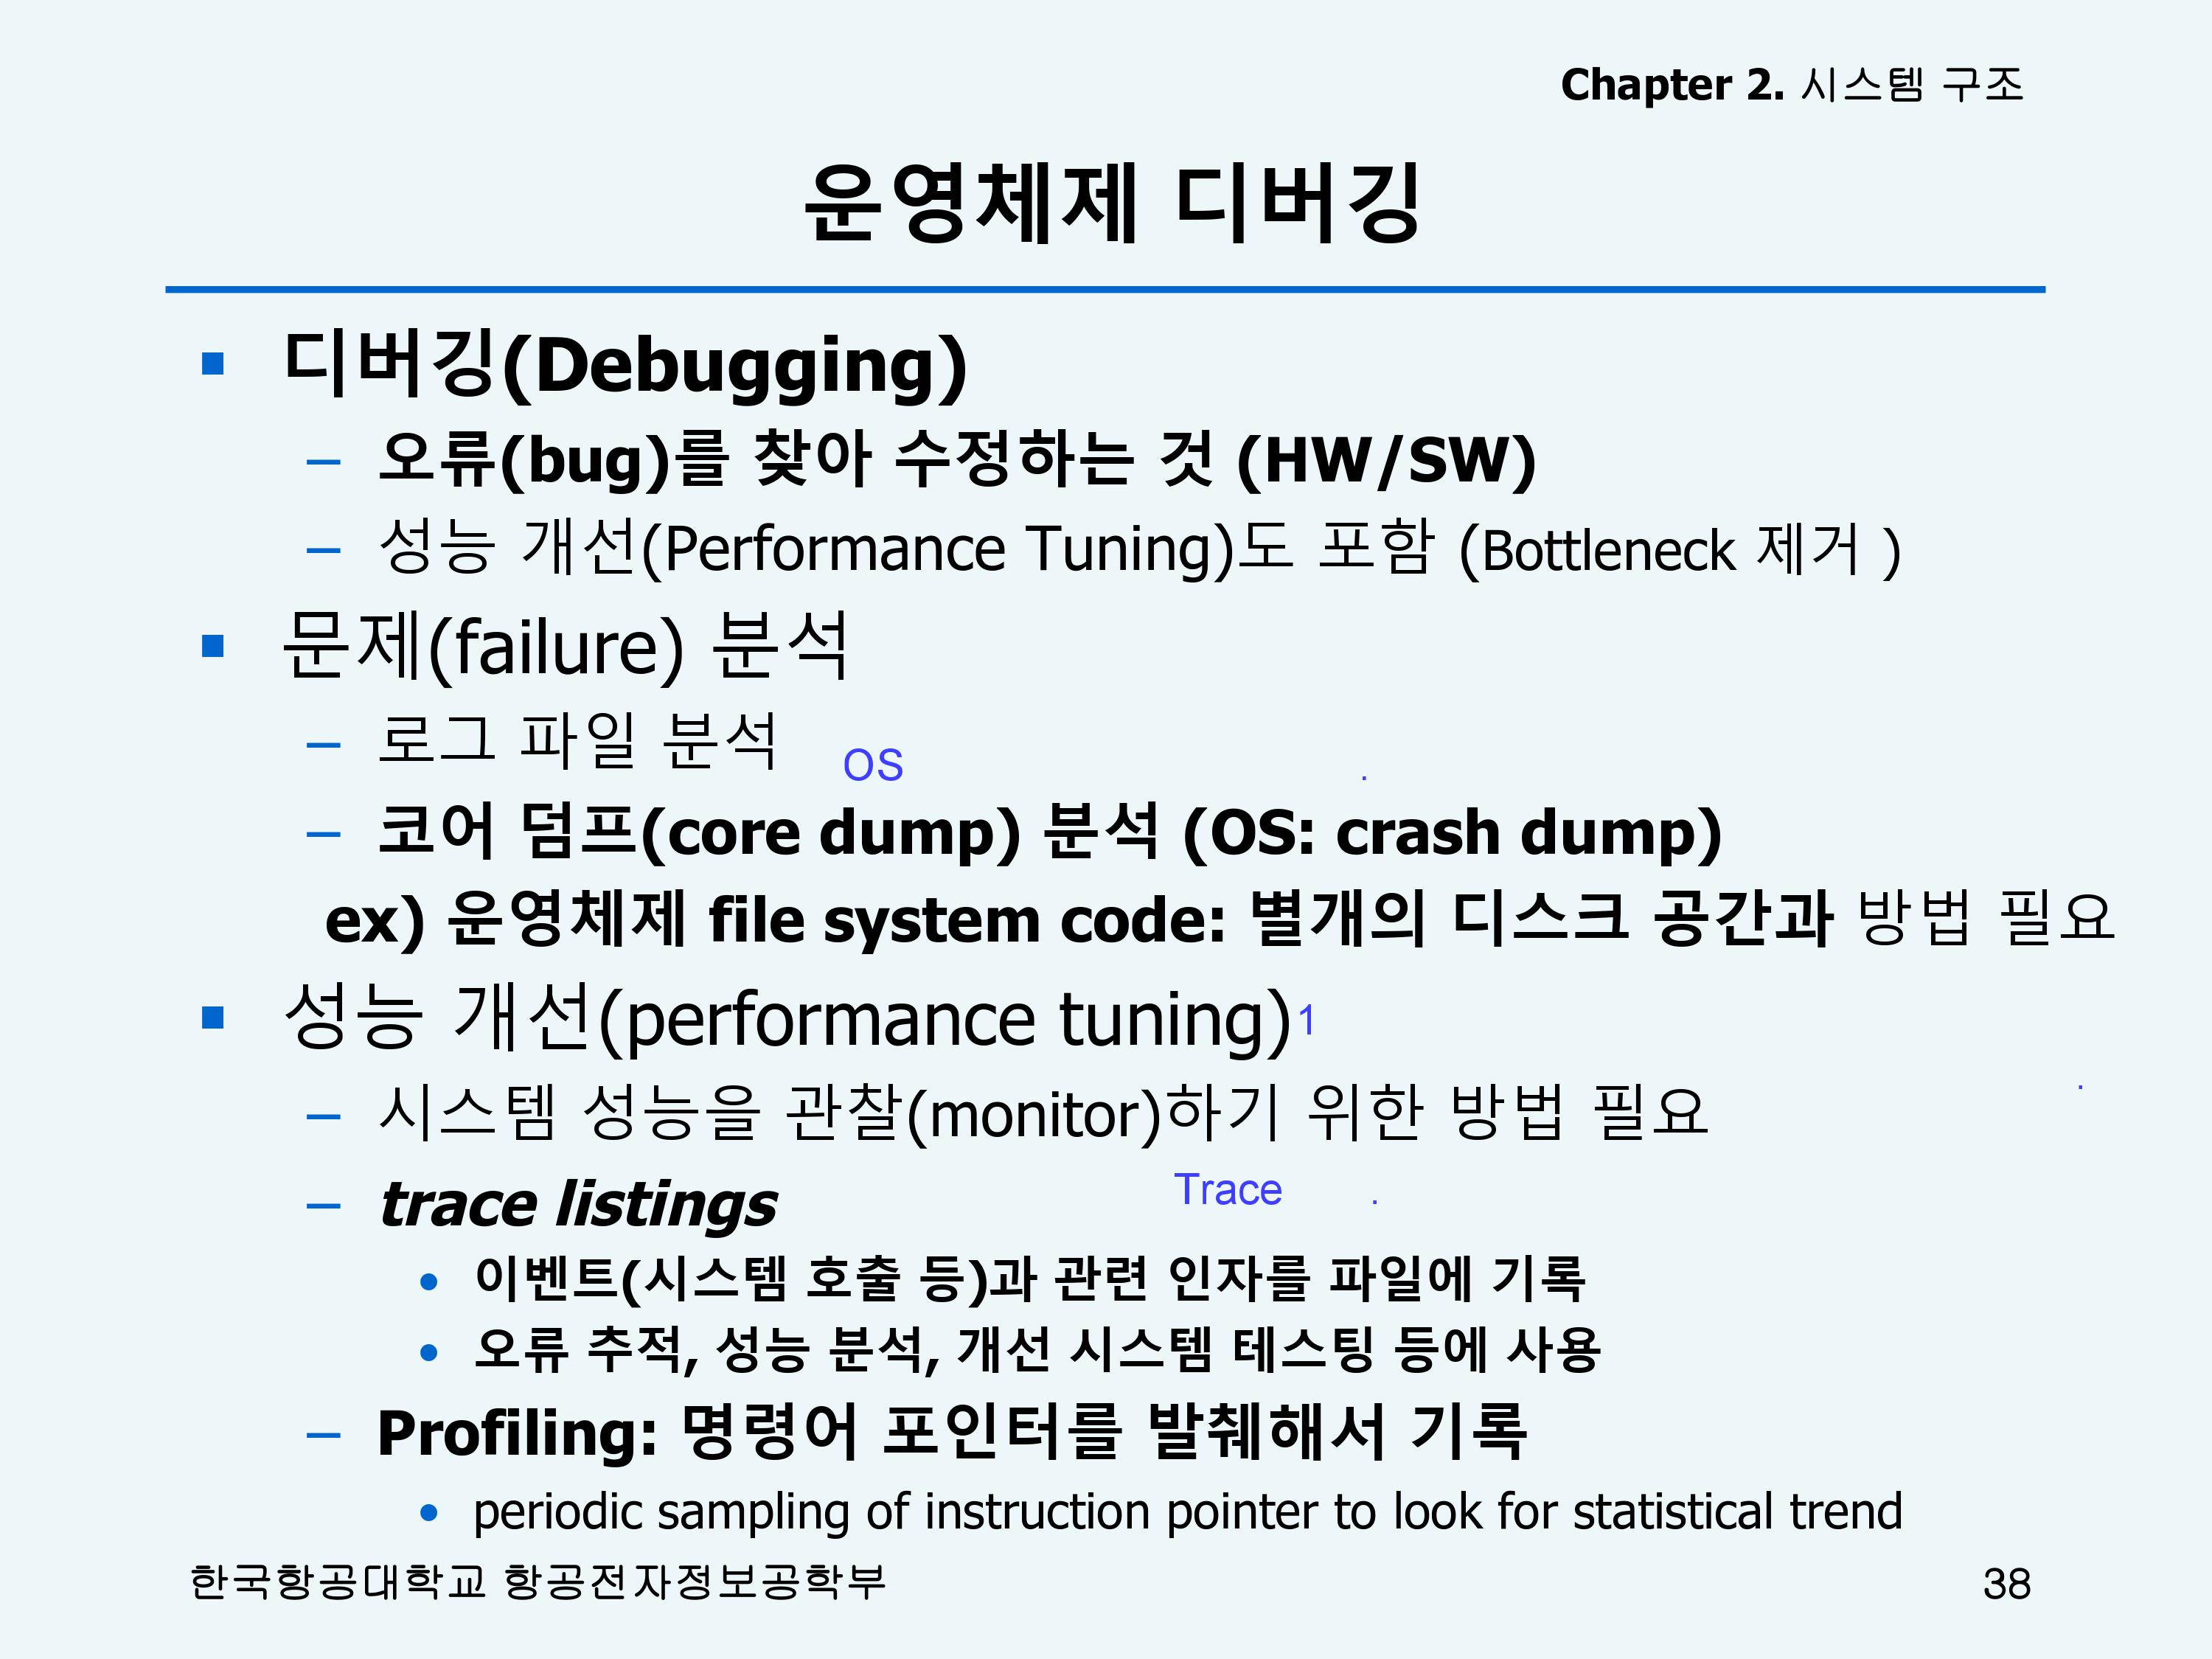 Chapter 2. 시스템 구조
운영체제 디버깅
디버깅(Debugging)
– 오류(bug)를 찾아 수정하는 것 (HW/SW)
– 성능 개선(Performance Tuning)도 포함 (Bottleneck 제거 )
문제(failure) 분석
– 로그 파일 분석
OS .
– 코어 덤프(core dump) 분석 (OS: crash dump)
ex) 운영체제 file system code: 별개의 디스크 공간과 방법 필요
성능 개선(performance tuning)1
.
– 시스템 성능을 관찰(monitor)하기 위한 방법 필요
Trace .
– trace listings
• 이벤트(시스템 호출 등)과 관련 인자를 파일에 기록
• 오류 추적, 성능 분석, 개선 시스템 테스팅 등에 사용
– Profiling: 명령어 포인터를 발췌해서 기록
• periodic sampling of instruction pointer to look for statistical trend
한국항공대학교 항공전자정보공학부
38